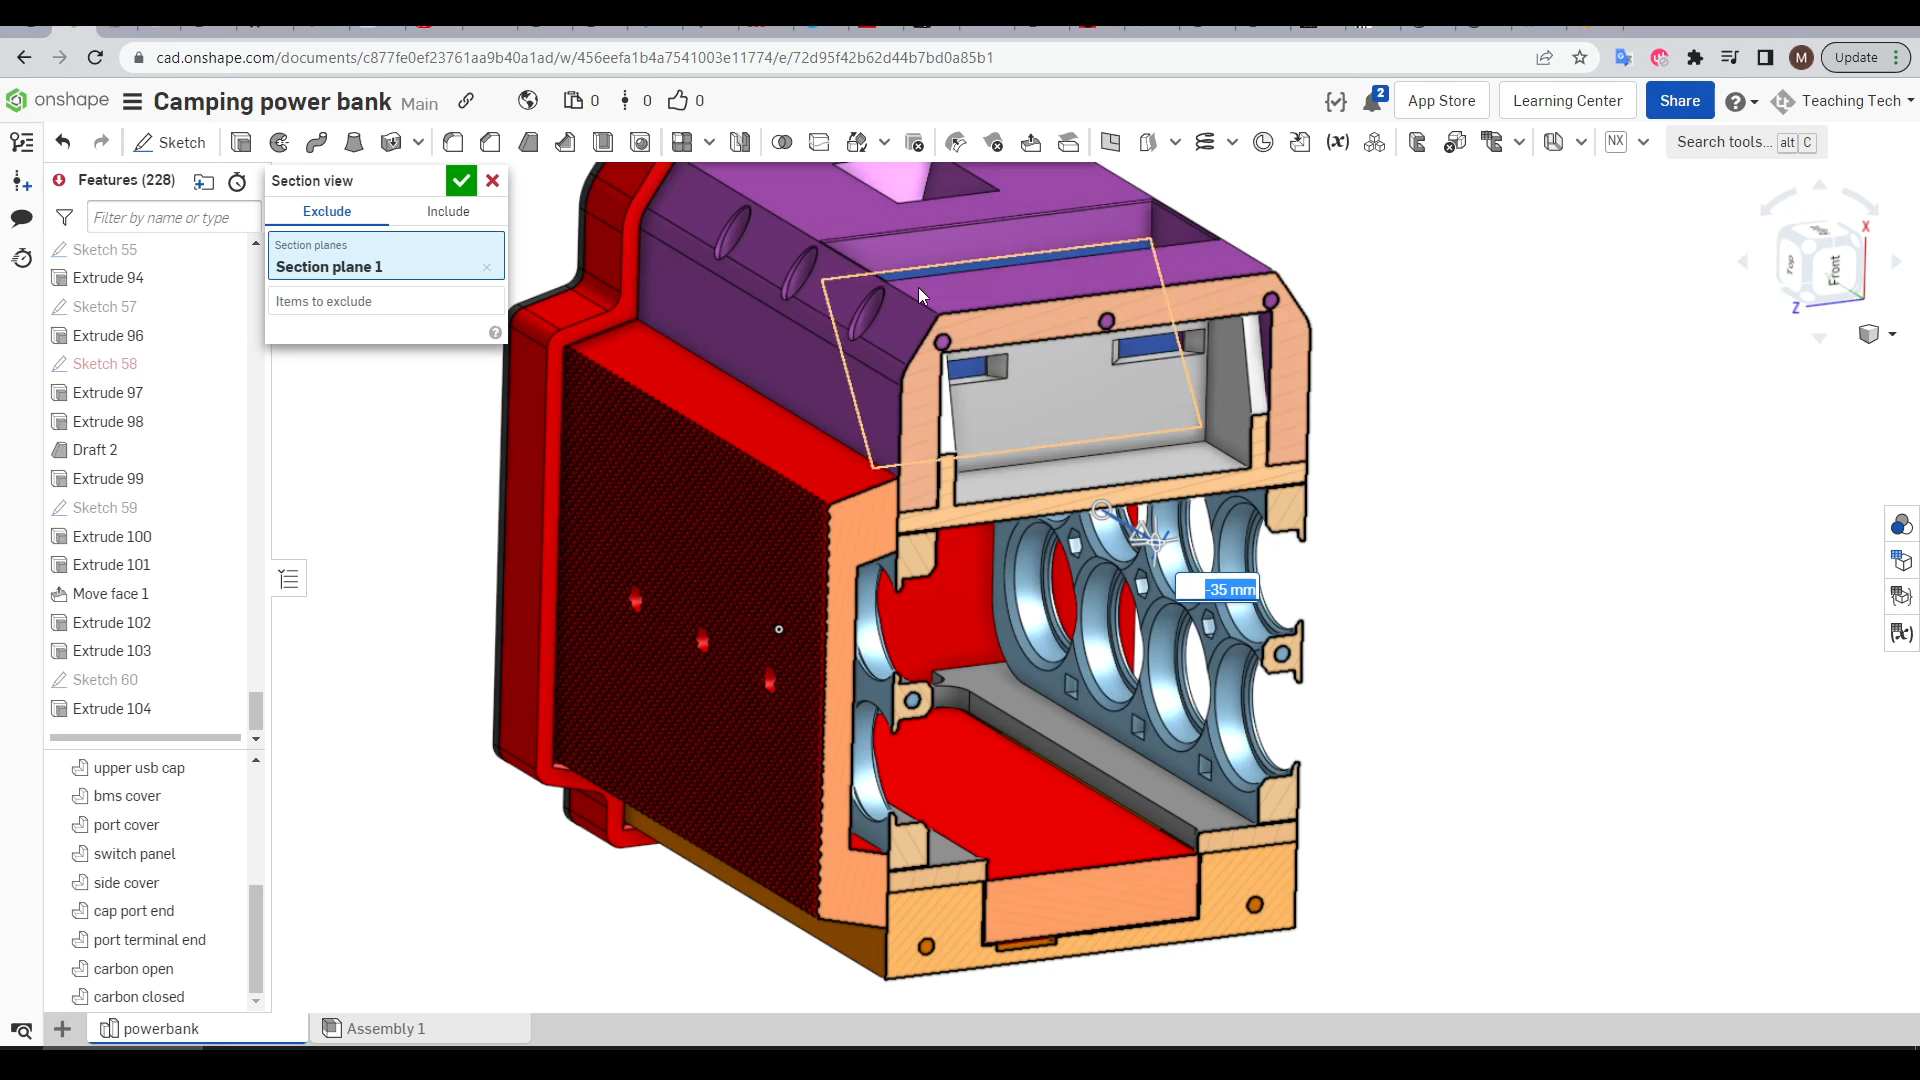 cad.onshape.com/documents/c877fe0ef23761aa9b40a1ad/w/456eefa1b4a7541003e11774/e/72d95f42b62d44b7bd0a85b1
M
Update
onshape
Camping power bank
Main
0
0
0
2
App Store
Learning Center
Share
Teaching Tech
Sketch
NX
Search tools...
alt
C
Features (228)
Filter by name or type
Sketch 55
Extrude 94
Sketch 57
Extrude 96
Sketch 58
Extrude 97
Extrude 98
Draft 2
Extrude 99
Sketch 59
Extrude 100
Extrude 101
Move face 1
Extrude 102
Extrude 103
Sketch 60
Extrude 104
upper usb cap
bms cover
port cover
switch panel
side cover
cap port end
port terminal end
carbon open
carbon closed
Section view
Exclude
Include
Section planes
Section plane 1
Items to exclude
-35 mm
X
Top
Front
Z
powerbank
Assembly 1